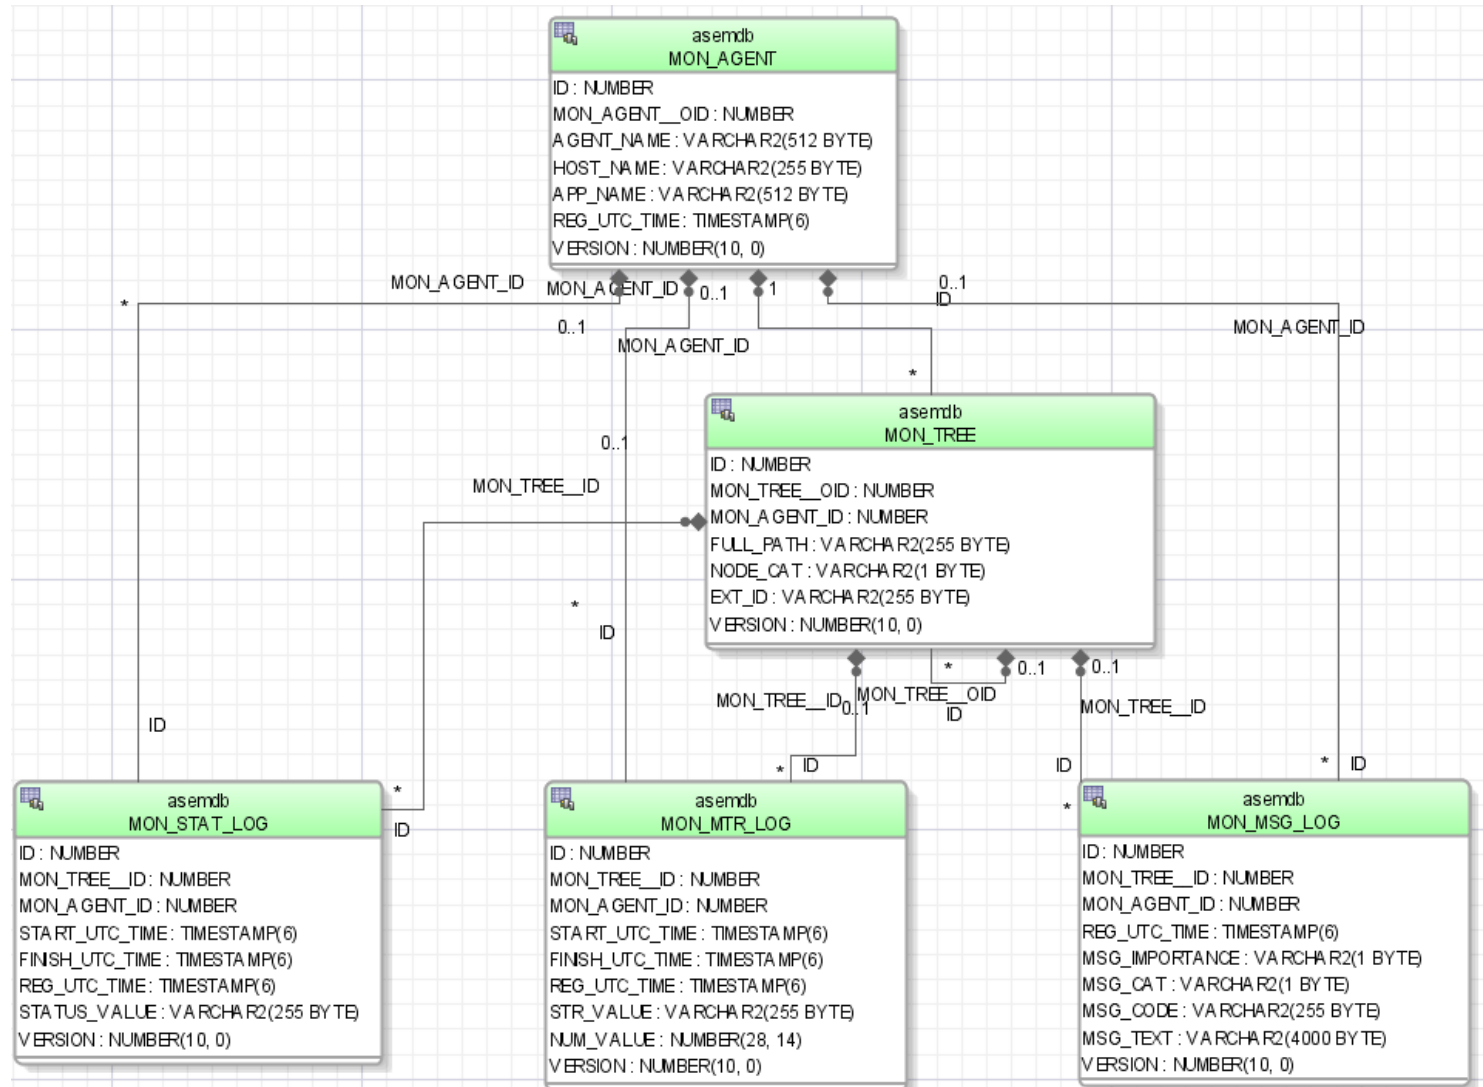 asemdb
MON_AGENT
ID : NUMBER
MON_AGENT__OID : NUMBER
AGENT_NAME : VARCHAR2(512 BYTE)
HOST_NAME : VARCHAR2(255 BYTE)
APP_NAME : VARCHAR2(512 BYTE)
REG_UTC_TIME : TIMESTAMP(6)
VERSION : NUMBER(10, 0)
MON_AGENT_ID
MON_AGENT_ID
0..1
1
0..1
ID
*
0..1
MON_AGENT_ID
MON_AGENT_ID
*
0..1
MON_TREE__ID
asemdb
MON_TREE
ID : NUMBER
MON_TREE__OID : NUMBER
MON_AGENT_ID : NUMBER
FULL_PATH : VARCHAR2(255 BYTE)
NODE_CAT : VARCHAR2(1 BYTE)
EXT_ID : VARCHAR2(255 BYTE)
VERSION : NUMBER(10, 0)
*
ID
*
0..1
0..1
MON_TREE__ID
0..1
MON_TREE__OID
ID
MON_TREE__ID
ID
*
ID
ID
*
ID
*
ID
*
asemdb
MON_STAT_LOG
ID : NUMBER
MON_TREE__ID : NUMBER
MON_AGENT_ID : NUMBER
START_UTC_TIME : TIMESTAMP(6)
FINISH_UTC_TIME : TIMESTAMP(6)
REG_UTC_TIME : TIMESTAMP(6)
STATUS_VALUE : VARCHAR2(255 BYTE)
VERSION : NUMBER(10, 0)
asemdb
MON_MTR_LOG
ID : NUMBER
MON_TREE__ID : NUMBER
MON_AGENT_ID : NUMBER
START_UTC_TIME : TIMESTAMP(6)
FINISH_UTC_TIME : TIMESTAMP(6)
REG_UTC_TIME : TIMESTAMP(6)
STR_VALUE : VARCHAR2(255 BYTE)
NUM_VALUE : NUMBER(28, 14)
VERSION : NUMBER(10, 0)
asemdb
MON_MSG_LOG
ID : NUMBER
MON_TREE__ID : NUMBER
MON_AGENT_ID : NUMBER
REG_UTC_TIME : TIMESTAMP(6)
MSG_IMPORTANCE : VARCHAR2(1 BYTE)
MSG_CAT : VARCHAR2(1 BYTE)
MSG_CODE : VARCHAR2(255 BYTE)
MSG_TEXT : VARCHAR2(4000 BYTE)
VERSION : NUMBER(10, 0)